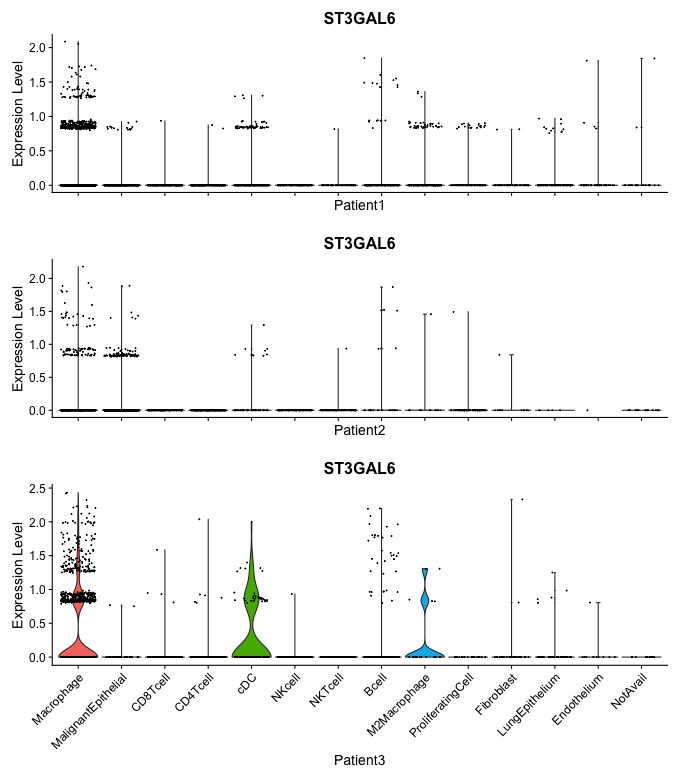 ST3GAL6
Expression Level
2.0
1.5
1.0
0.5
0.0
Patient1
ST3GAL6
Expression Level
2.0
1.5
1.0
0.5
0.0
Patient2
ST3GAL6
Expression Level
2.5
2.0
1.5
1.0
0.5
0.0
Macrophage
MalignantEpithelial
CD8Tcell
CD4Tcell
cDC
NKcell
NKTcell
Bcell
M2Macrophage
ProliferatingCell
Fibroblast
LungEpithelium
Endothelium
NotAvail
Patient3